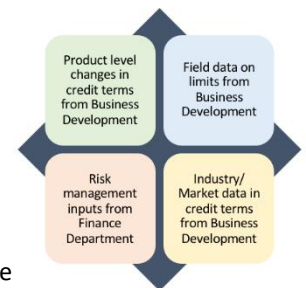 Product level
changes in
credit terms
from Business
Development
Field data on
limits from
Business
Development
Risk
management
inputs from
Finance
Department
Industry/
Market data in
credit terms
from Business
Development
e